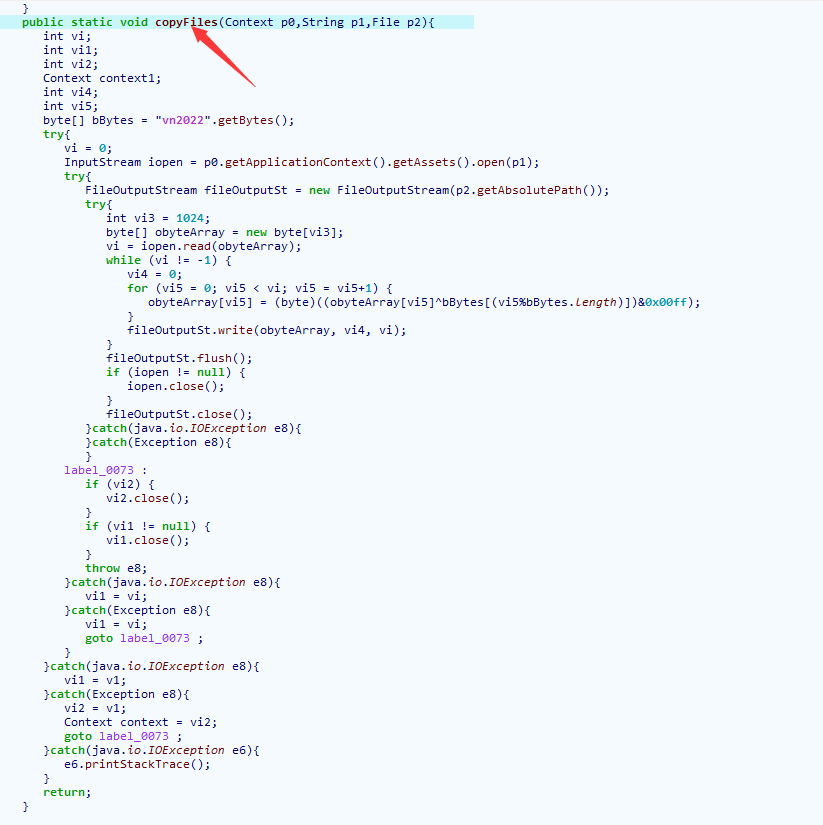 }
public static void copyFiles(Context p0,String p1,File p2){
int vi;
int vi1;
int vi2;
Context context1;
int vi4;
int vi5;
byte[] bBytes = "vn2022".getBytes();
try{
vi = 0;
InputStream iopen = p0.getApplicationContext().getAssets().open(p1);
try{
FileOutputStream fileOutputSt = new FileOutputStream(p2.getAbsolutePath());
try{
int vi3 = 1024;
byte[] obyteArray = new byte[vi3];
vi = iopen.read(obyteArray);
while (vi != -1) {
vi4 = 0;
for (vi5 = 0; vi5 < vi; vi5 = vi5+1) {
obyteArray[vi5] = (byte)((obyteArray[vi5]^bBytes[(vi5%bBytes.length)])&0x00ff);
}
fileOutputSt.write(obyteArray, vi4, vi);
}
fileOutputSt.flush();
if (iopen != null) {
iopen.close();
}
fileOutputSt.close();
}catch(java.io.IOException e8){
}catch(Exception e8){
}
label_0073 :
if (vi2) {
vi2.close();
}
if (vi1 != null) {
vi1.close();
}
throw e8;
}catch(java.io.IOException e8){
vi1 = vi;
}catch(Exception e8){
vi1 = vi;
goto label_0073 ;
}
}catch(java.io.IOException e8){
vi1 = v1;
}catch(Exception e8){
vi2 = v1;
Context context = vi2;
goto label_0073 ;
}catch(java.io.IOException e6){
e6.printStackTrace();
}
return;
}